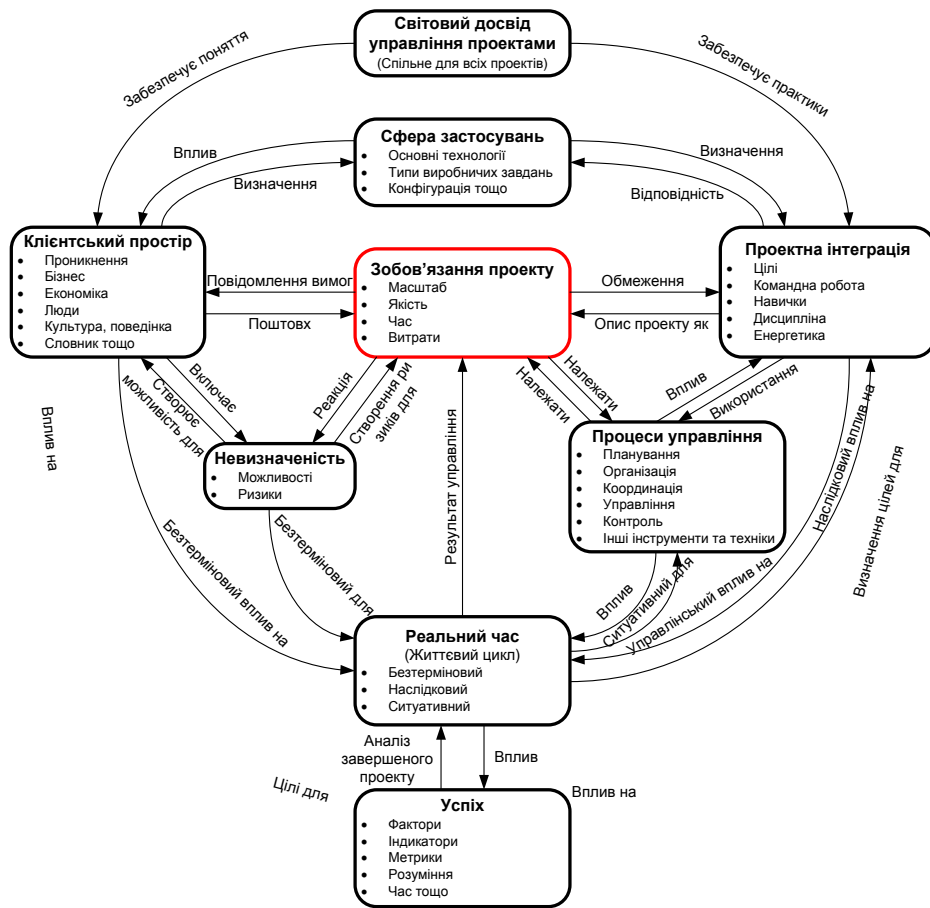 Світовий досвід
управління проектами
(Спільне для всіх проектів)
Забезпечує поняття
Забезпечує практики
Сфера застосувань
• Основні технології
• Типи виробничих завдань
• Конфігурація тощо
Вплив
Визначення
Визначення
Відповідність
Клієнтський простір
• Проникнення
• Бізнес
• Економіка
• Люди
• Культура, поведінка
• Словник тощо
Повідомлення вимог
Поштовх
Зобов’язання проекту
• Масштаб
• Якість
• Час
• Витрати
Обмеження
Опис проекту як
Проектна інтеграція
• Цілі
• Командна робота
• Навички
• Дисципліна
• Енергетика
Включає
Створює
можливість для
Реакція
Створення ри
зиків для
Результат управління
Належати
Належати
Вплив
Використання
Вплив на
Невизначеність
• Можливості
• Ризики
Процеси управління
• Планування
• Організація
• Координація
• Управління
• Контроль
• Інші інструменти та техніки
Наслідковий вплив на
Визначення цілей для
Безтерміновий вплив на
Безтерміновий для
Вплив
Ситуативний для
Управлінський вплив на
Реальний час
(Життєвий цикл)
• Безтерміновий
• Наслідковий
• Ситуативний
Аналіз
завершеного
проекту
Вплив
Цілі для
Вплив на
Успіх
• Фактори
• Індикатори
• Метрики
• Розуміння
• Час тощо